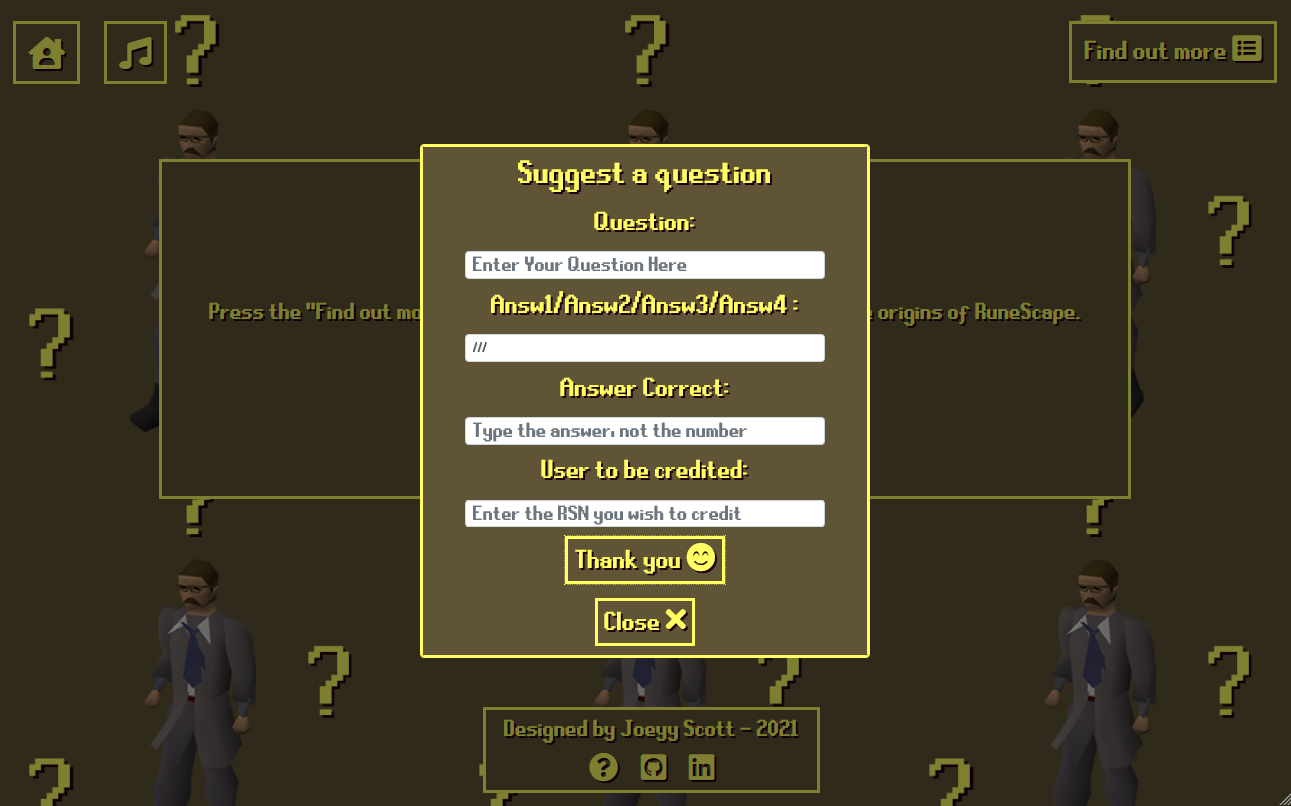 Find out more
Suggest a question
Question:
Enter Your Question Here
Answ1/Answ2/Answ3/Answ4 :
///
Press the "Find out mo
e origins of RuneScape.
Answer Correct:
Type the answer, not the number
User to be credited:
Enter the RSN you wish to credit
Thank you
Close
Designed by Joeyy Scott - 2021